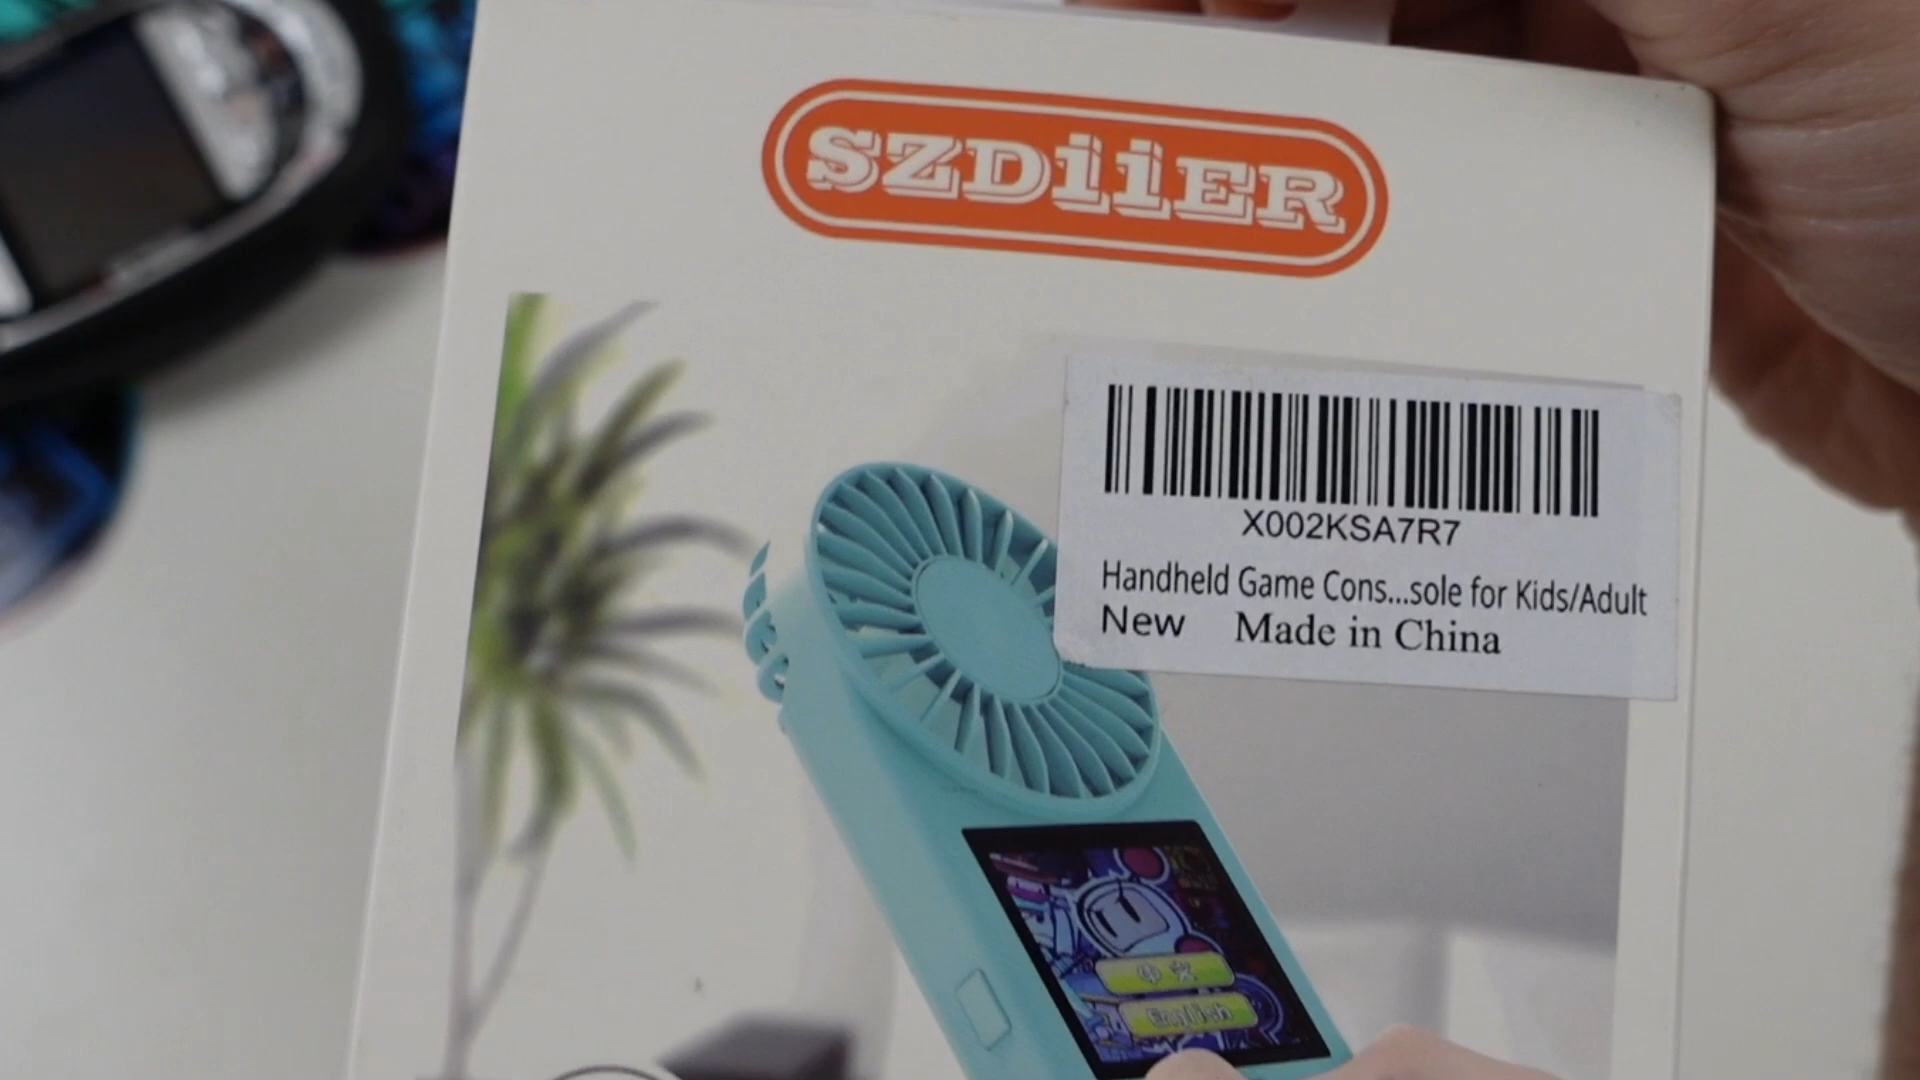 SZDiiER
X002KSA7R7
Handheld Game Cons...sole for Kids/Adult
New Made in China
中文
English